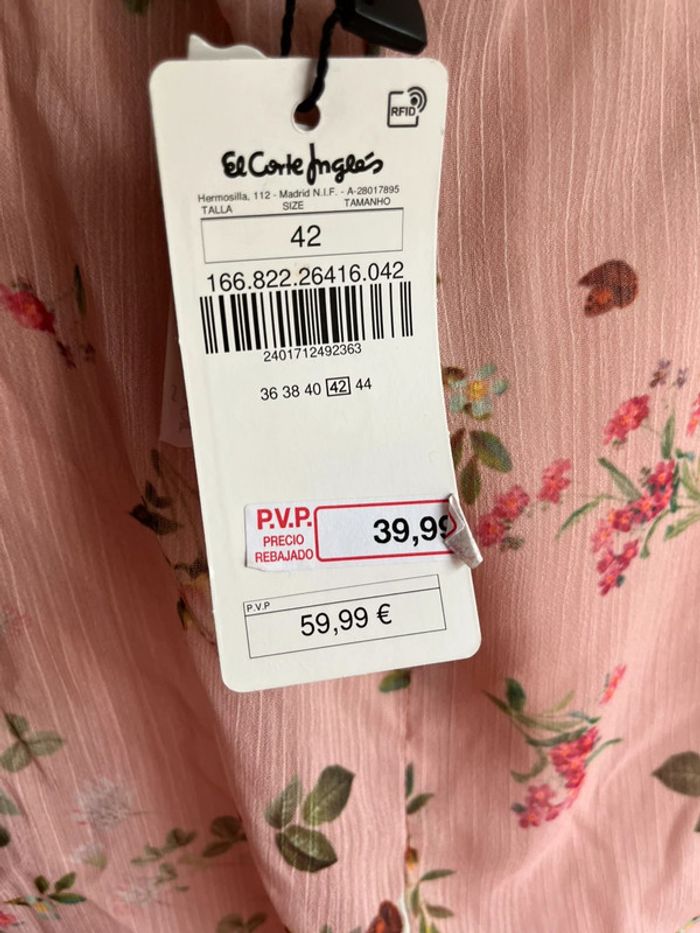 RFID
El Corte Inglés
Hermosilla, 112 - Madrid N.I.F. - A-28017895
TALLA SIZE TAMANHO
42
166.822.26416.042
2401712492363
36 38 40 42 44
P.V.P. 39,99
PRECIO
REBAJADO
P.V.P
59,99 €